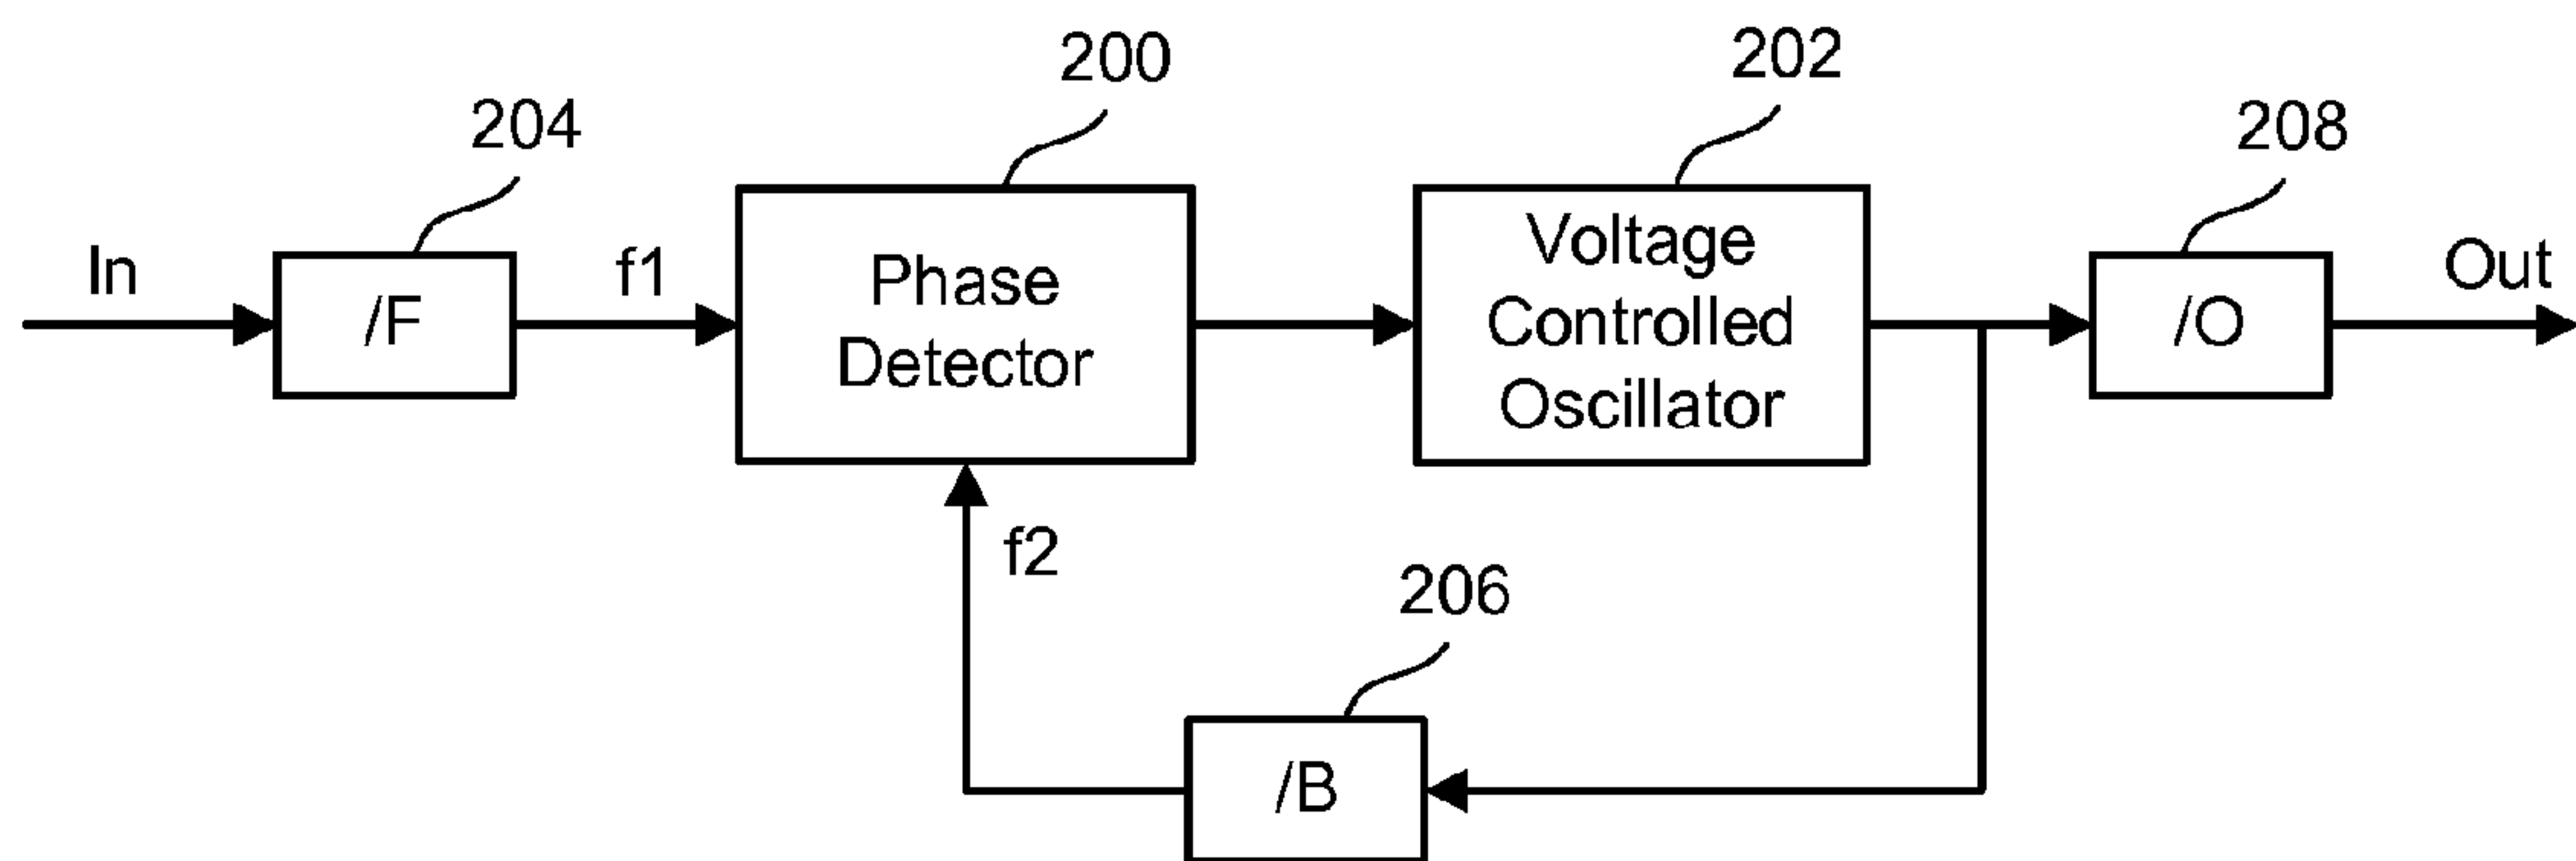 200
202
204
208
In
/F
f1
Phase
Detector
Voltage
Controlled
Oscillator
/O
Out
f2
206
/B